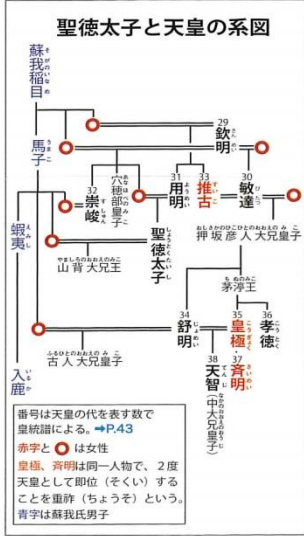 聖徳太子と天皇の系図
蘇我稲目
そがのいなめ
馬子
うまこ
蝦夷
えみし
入鹿
いるか
29
欽明
きんめい
30
敏達
びたつ
33
推古
すいこ
31
用明
ようめい
穴穂部皇子
あなほべのみこ
32
崇峻
すしゅん
聖徳太子
しょうとくたいし
山背大兄王
やましろのおおえのみこ
押坂彦人大兄皇子
おしさかのひこひとのおおえのみこ
茅渟王
ちぬのみこ
34
舒明
じょめい
35
皇極
こうぎょく
37
斉明
さいめい
36
孝徳
こうとく
38
天智
てんじ
(中大兄皇子)
なかのおおえのおうじ
古人大兄皇子
ふるひとのおおえのみこ
番号は天皇の代を表す数で
皇統譜による。➡P.43
赤字と〇は女性
皇極、斉明は同一人物で、2度
天皇として即位(そくい)する
ことを重祚(ちょうそ)という。
青字は蘇我氏男子